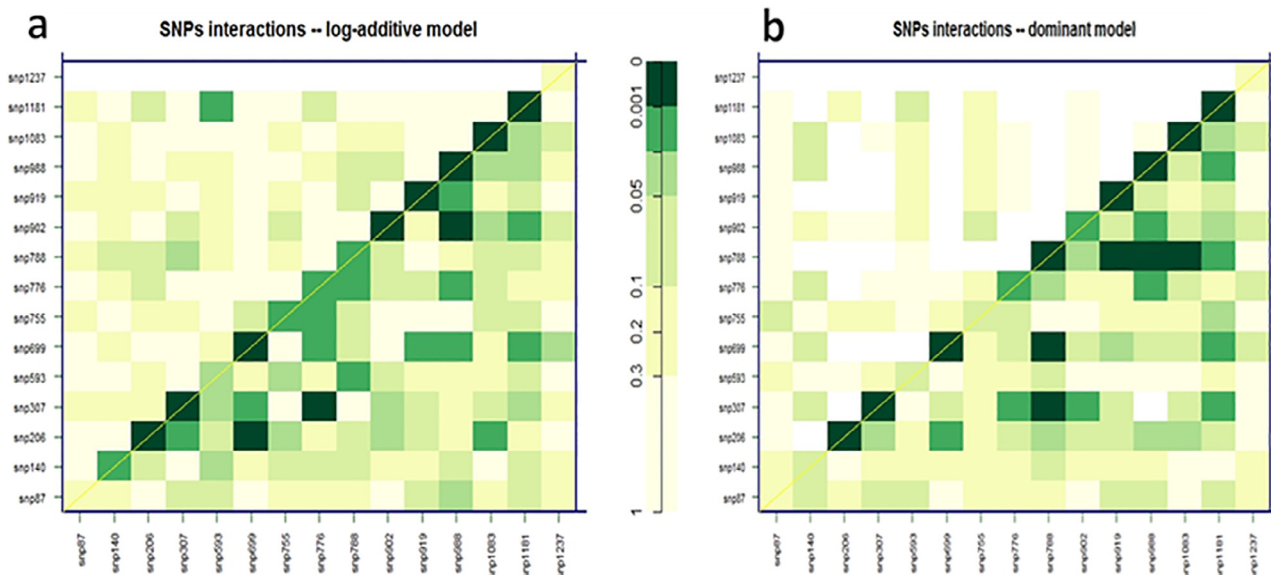 a
SNPs interactions -- log-additive model
snp1237
snp1181
snp1083
snp988
snp919
snp902
snp788
snp776
snp755
snp699
snp593
snp307
snp206
snp140
snp87
snp87
snp140
snp206
snp307
snp593
snp699
snp755
snp776
snp788
snp902
snp919
snp988
snp1083
snp1181
snp1237
0
0.001
0.05
0.1
0.2
0.3
1
b
SNPs interactions -- dominant model
snp1237
snp1181
snp1083
snp988
snp919
snp902
snp788
snp776
snp755
snp699
snp593
snp307
snp206
snp140
snp87
snp87
snp140
snp206
snp307
snp593
snp699
snp755
snp776
snp788
snp902
snp919
snp988
snp1083
snp1181
snp1237